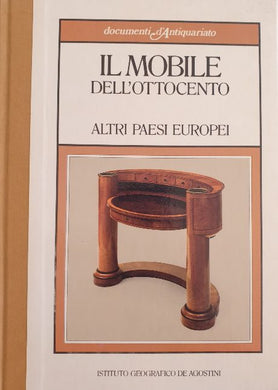 documenti d'Antiquariato
IL MOBILE
DELL'OTTOCENTO
ALTRI PAESI EUROPEI
ISTITUTO GEOGRAFICO DE AGOSTINI